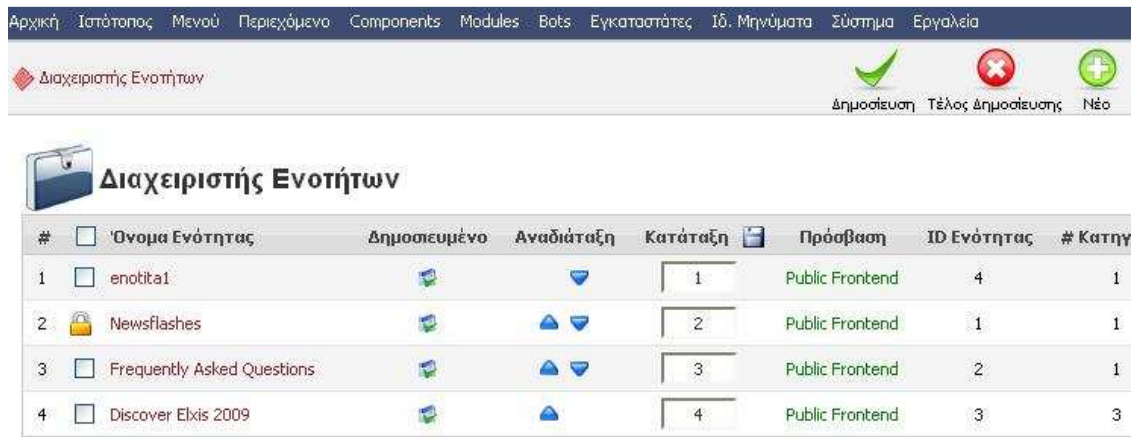 Αρχική Ιστότοπος Μενού Περιεχόμενο Components Modules Bots Εγκαταστάτες Ιδ. Μηνύματα Σύστημα Εργαλεία
Διαχειριστής Ενοτήτων
Δημοσίευση Τέλος Δημοσίευσης Νέο
Διαχειριστής Ενοτήτων
# Όνομα Ενότητας Δημοσιευμένο Αναδιάταξη Κατάταξη Πρόσβαση ID Ενότητας # Κατηγ
1 enotita1 1 Public Frontend 4 1
2 Newsflashes 2 Public Frontend 1 1
3 Frequently Asked Questions 3 Public Frontend 2 1
4 Discover Elxis 2009 4 Public Frontend 3 3